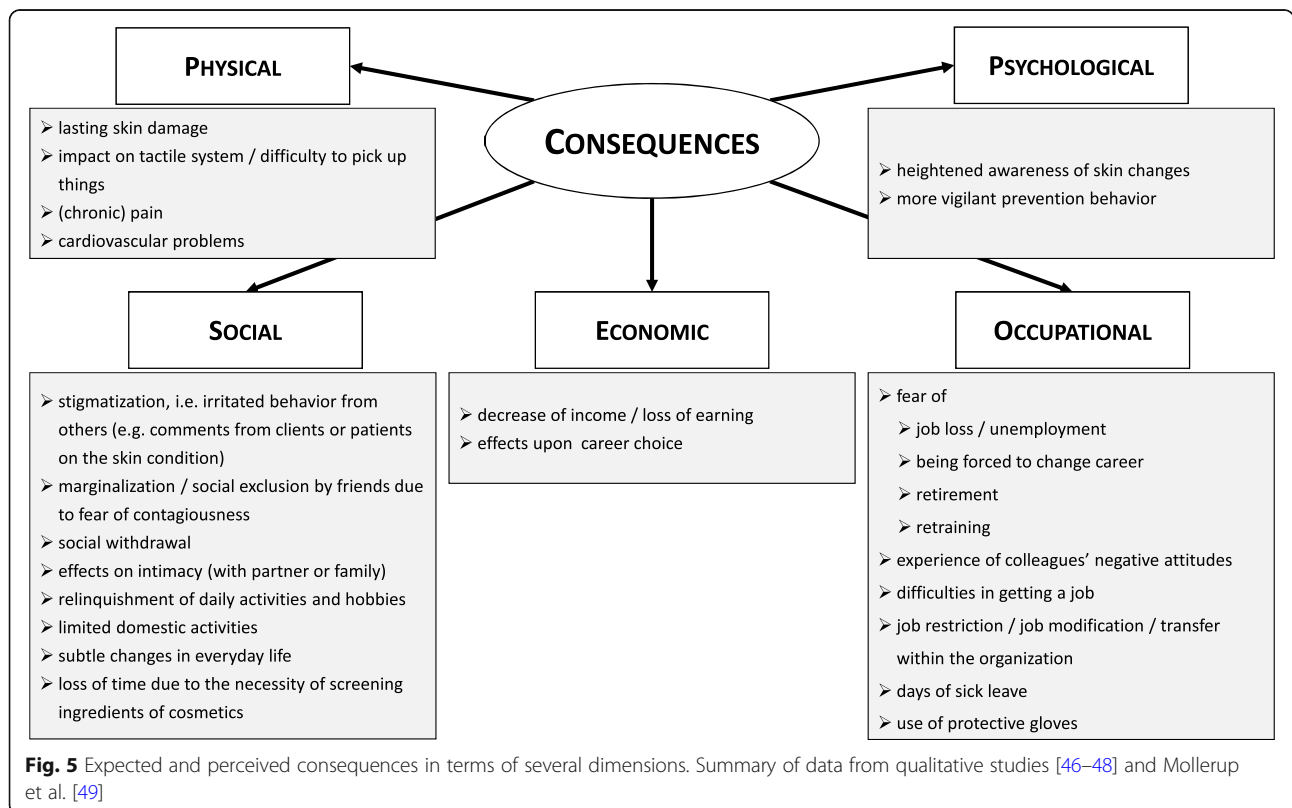 CONSEQUENCES
PHYSICAL
➢ lasting skin damage
➢ impact on tactile system / difficulty to pick up
things
➢ (chronic) pain
➢ cardiovascular problems
PSYCHOLOGICAL
➢ heightened awareness of skin changes
➢ more vigilant prevention behavior
SOCIAL
➢ stigmatization, i.e. irritated behavior from
others (e.g. comments from clients or patients
on the skin condition)
➢ marginalization / social exclusion by friends due
to fear of contagiousness
➢ social withdrawal
➢ effects on intimacy (with partner or family)
➢ relinquishment of daily activities and hobbies
➢ limited domestic activities
➢ subtle changes in everyday life
➢ loss of time due to the necessity of screening
ingredients of cosmetics
ECONOMIC
➢ decrease of income / loss of earning
➢ effects upon career choice
OCCUPATIONAL
➢ fear of
➢ job loss / unemployment
➢ being forced to change career
➢ retirement
➢ retraining
➢ experience of colleagues’ negative attitudes
➢ difficulties in getting a job
➢ job restriction / job modification / transfer
within the organization
➢ days of sick leave
➢ use of protective gloves
Fig. 5 Expected and perceived consequences in terms of several dimensions. Summary of data from qualitative studies [46–48] and Mollerup
et al. [49]